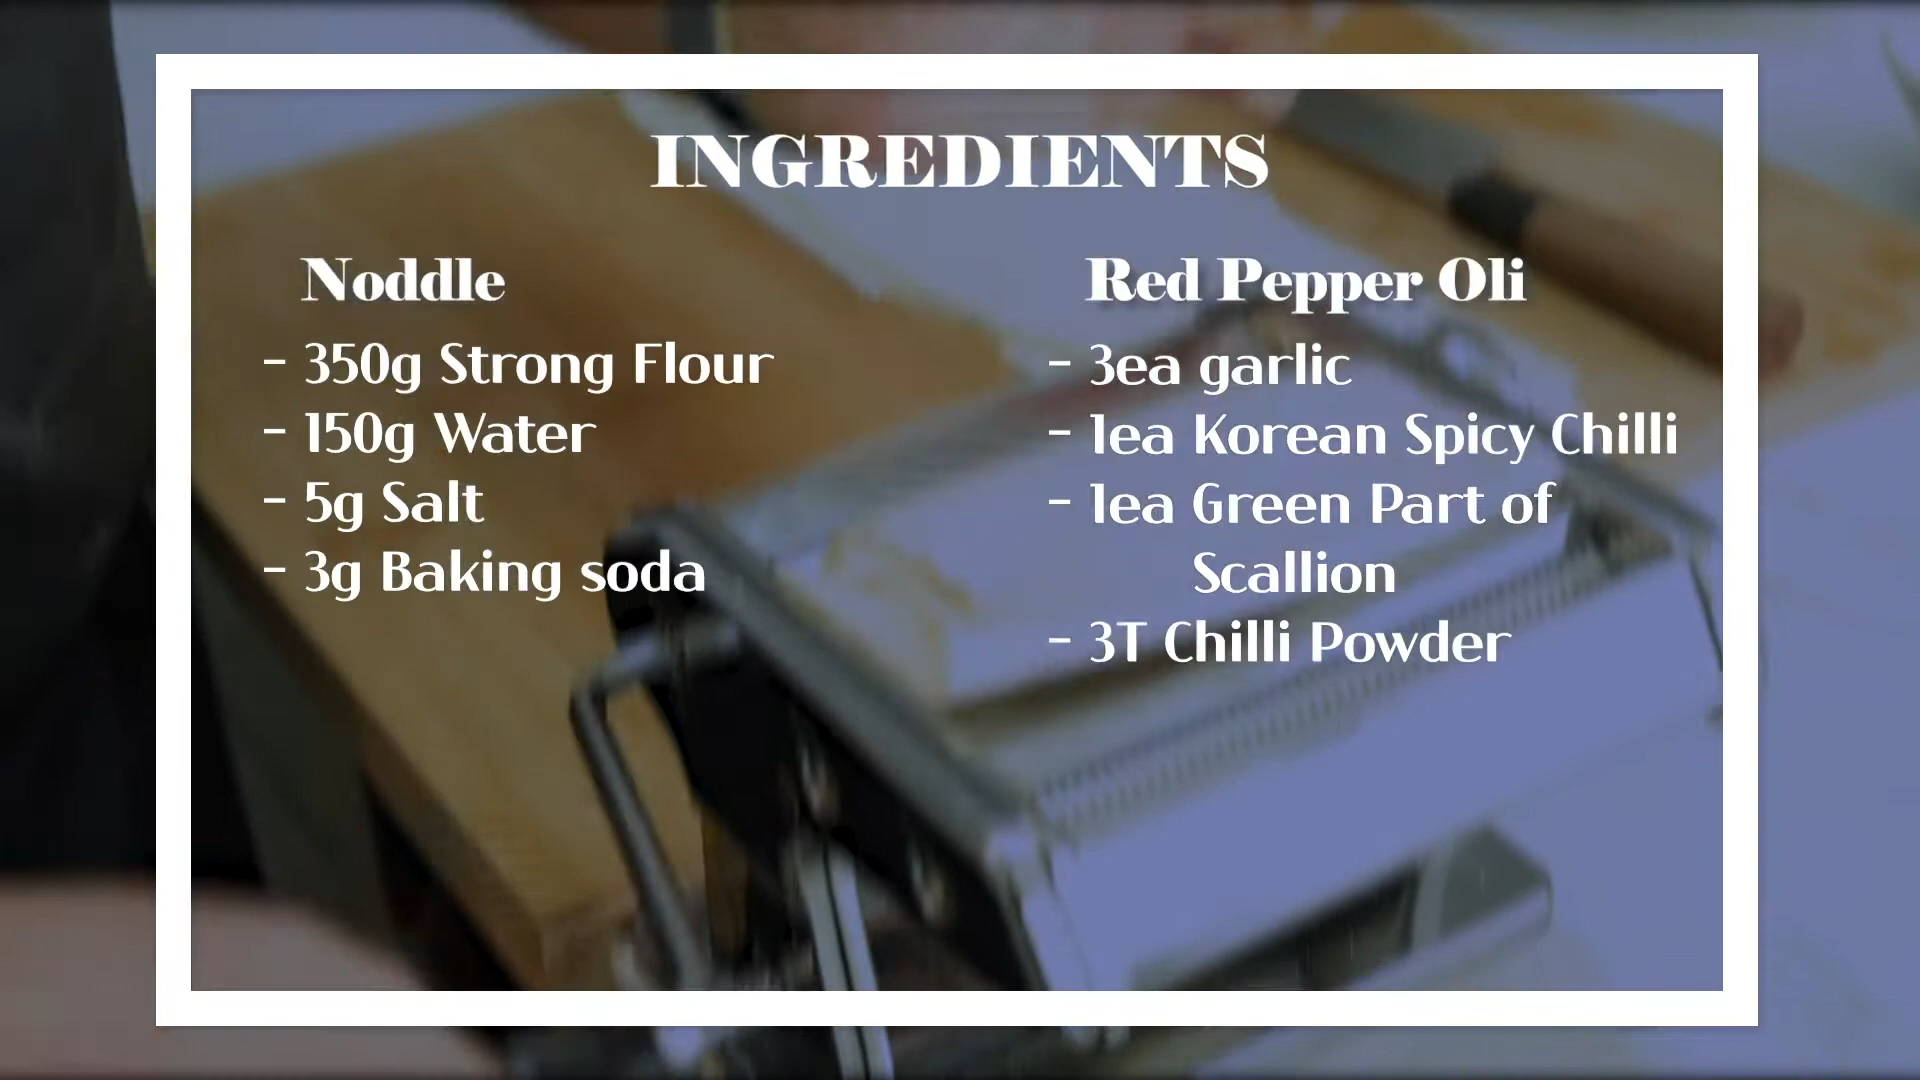 INGREDIENTS
Noddle
- 350g Strong Flour
- 150g Water
- 5g Salt
- 3g Baking soda
Red Pepper Oli
- 3ea garlic
- 1ea Korean Spicy Chilli
- 1ea Green Part of
Scallion
- 3T Chilli Powder